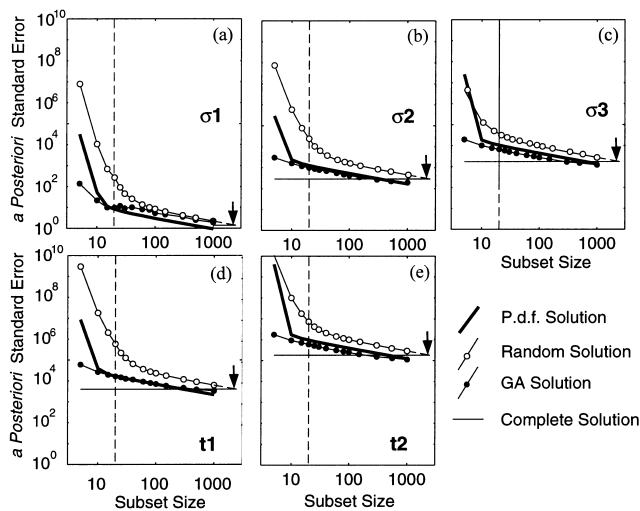 (a)
(b)
(c)
σ1
σ2
σ3
a Posteriori Standard Error
10^10
10^8
10^6
10^4
10^2
10^0
10 100 1000
Subset Size
(d)
(e)
t1
t2
a Posteriori Standard Error
10^10
10^8
10^6
10^4
10^2
10^0
10 100 1000
Subset Size
10 100 1000
Subset Size
P.d.f. Solution
Random Solution
GA Solution
Complete Solution